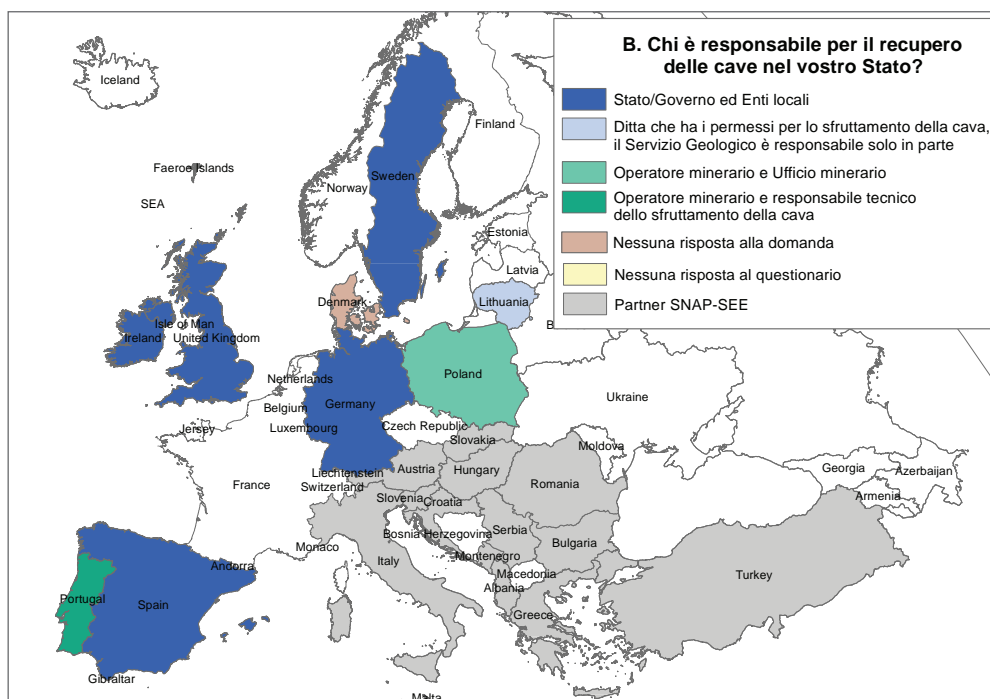 B. Chi è responsabile per il recupero
delle cave nel vostro Stato?
Stato/Governo ed Enti locali
Ditta che ha i permessi per lo sfruttamento della cava,
il Servizio Geologico è responsabile solo in parte
Operatore minerario e Ufficio minerario
Operatore minerario e responsabile tecnico
dello sfruttamento della cava
Nessuna risposta alla domanda
Nessuna risposta al questionario
Partner SNAP-SEE
Iceland
Finland
Faeroe Islands
Sweden
Norway
SEA
Estonia
Latvia
Denmark
Lithuania
B
Isle of Man
Ireland
United Kingdom
Poland
Netherlands
Ukraine
Belgium
Germany
Jersey
Luxembourg
Czech Republic
Slovakia
Moldova
Liechtenstein
Austria
Hungary
Georgia
Azerbaijan
France
Switzerland
Romania
Slovenia
Croatia
Armenia
Bosnia Herzegovina
Serbia
Monaco
Bulgaria
Italy
Montenegro
Andorra
Macedonia
Turkey
Albania
Portugal
Spain
Greece
Gibraltar
Malta